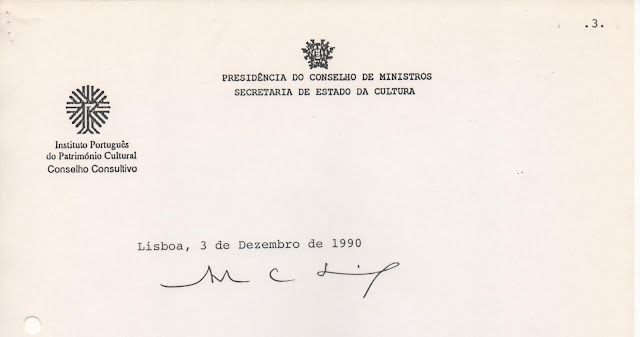 .3.
PRESIDÊNCIA DO CONSELHO DE MINISTROS
SECRETARIA DE ESTADO DA CULTURA
Instituto Português
do Património Cultural
Conselho Consultivo
Lisboa, 3 de Dezembro de 1990